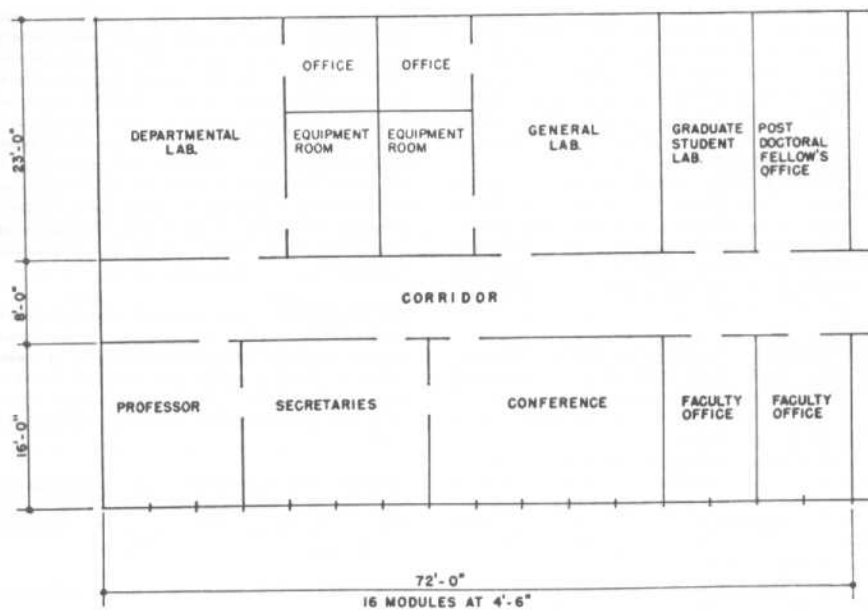 OFFICE
OFFICE
23'-0"
DEPARTMENTAL
LAB.
EQUIPMENT
ROOM
EQUIPMENT
ROOM
GENERAL
LAB.
GRADUATE
STUDENT
LAB.
POST
DOCTORAL
FELLOW'S
OFFICE
8'-0"
CORRIDOR
16'-0"
PROFESSOR
SECRETARIES
CONFERENCE
FACULTY
OFFICE
FACULTY
OFFICE
72'-0"
16 MODULES AT 4'-6"